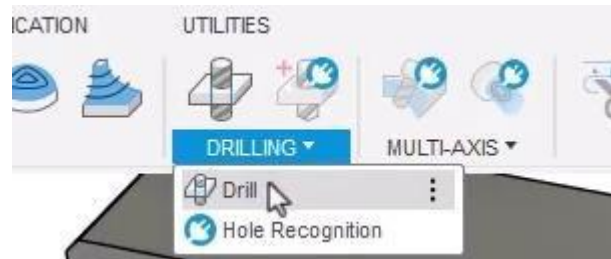 ICATION UTILITIES
DRILLING MULTI-AXIS
Drill
Hole Recognition